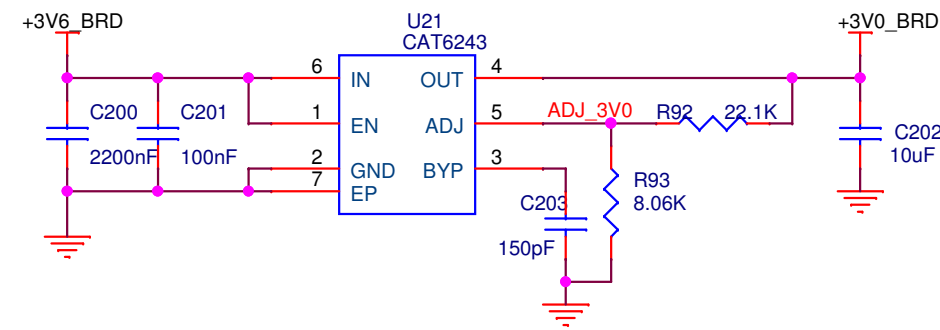 +3V6_BRD
U21
CAT6243
+3V0_BRD
6 IN OUT 4
C200 C201
1 EN ADJ 5 ADJ_3V0 R92 22.1K
C202
2200nF 100nF
10uF
2 GND BYP 3
7 EP
R93
C203 8.06K
150pF